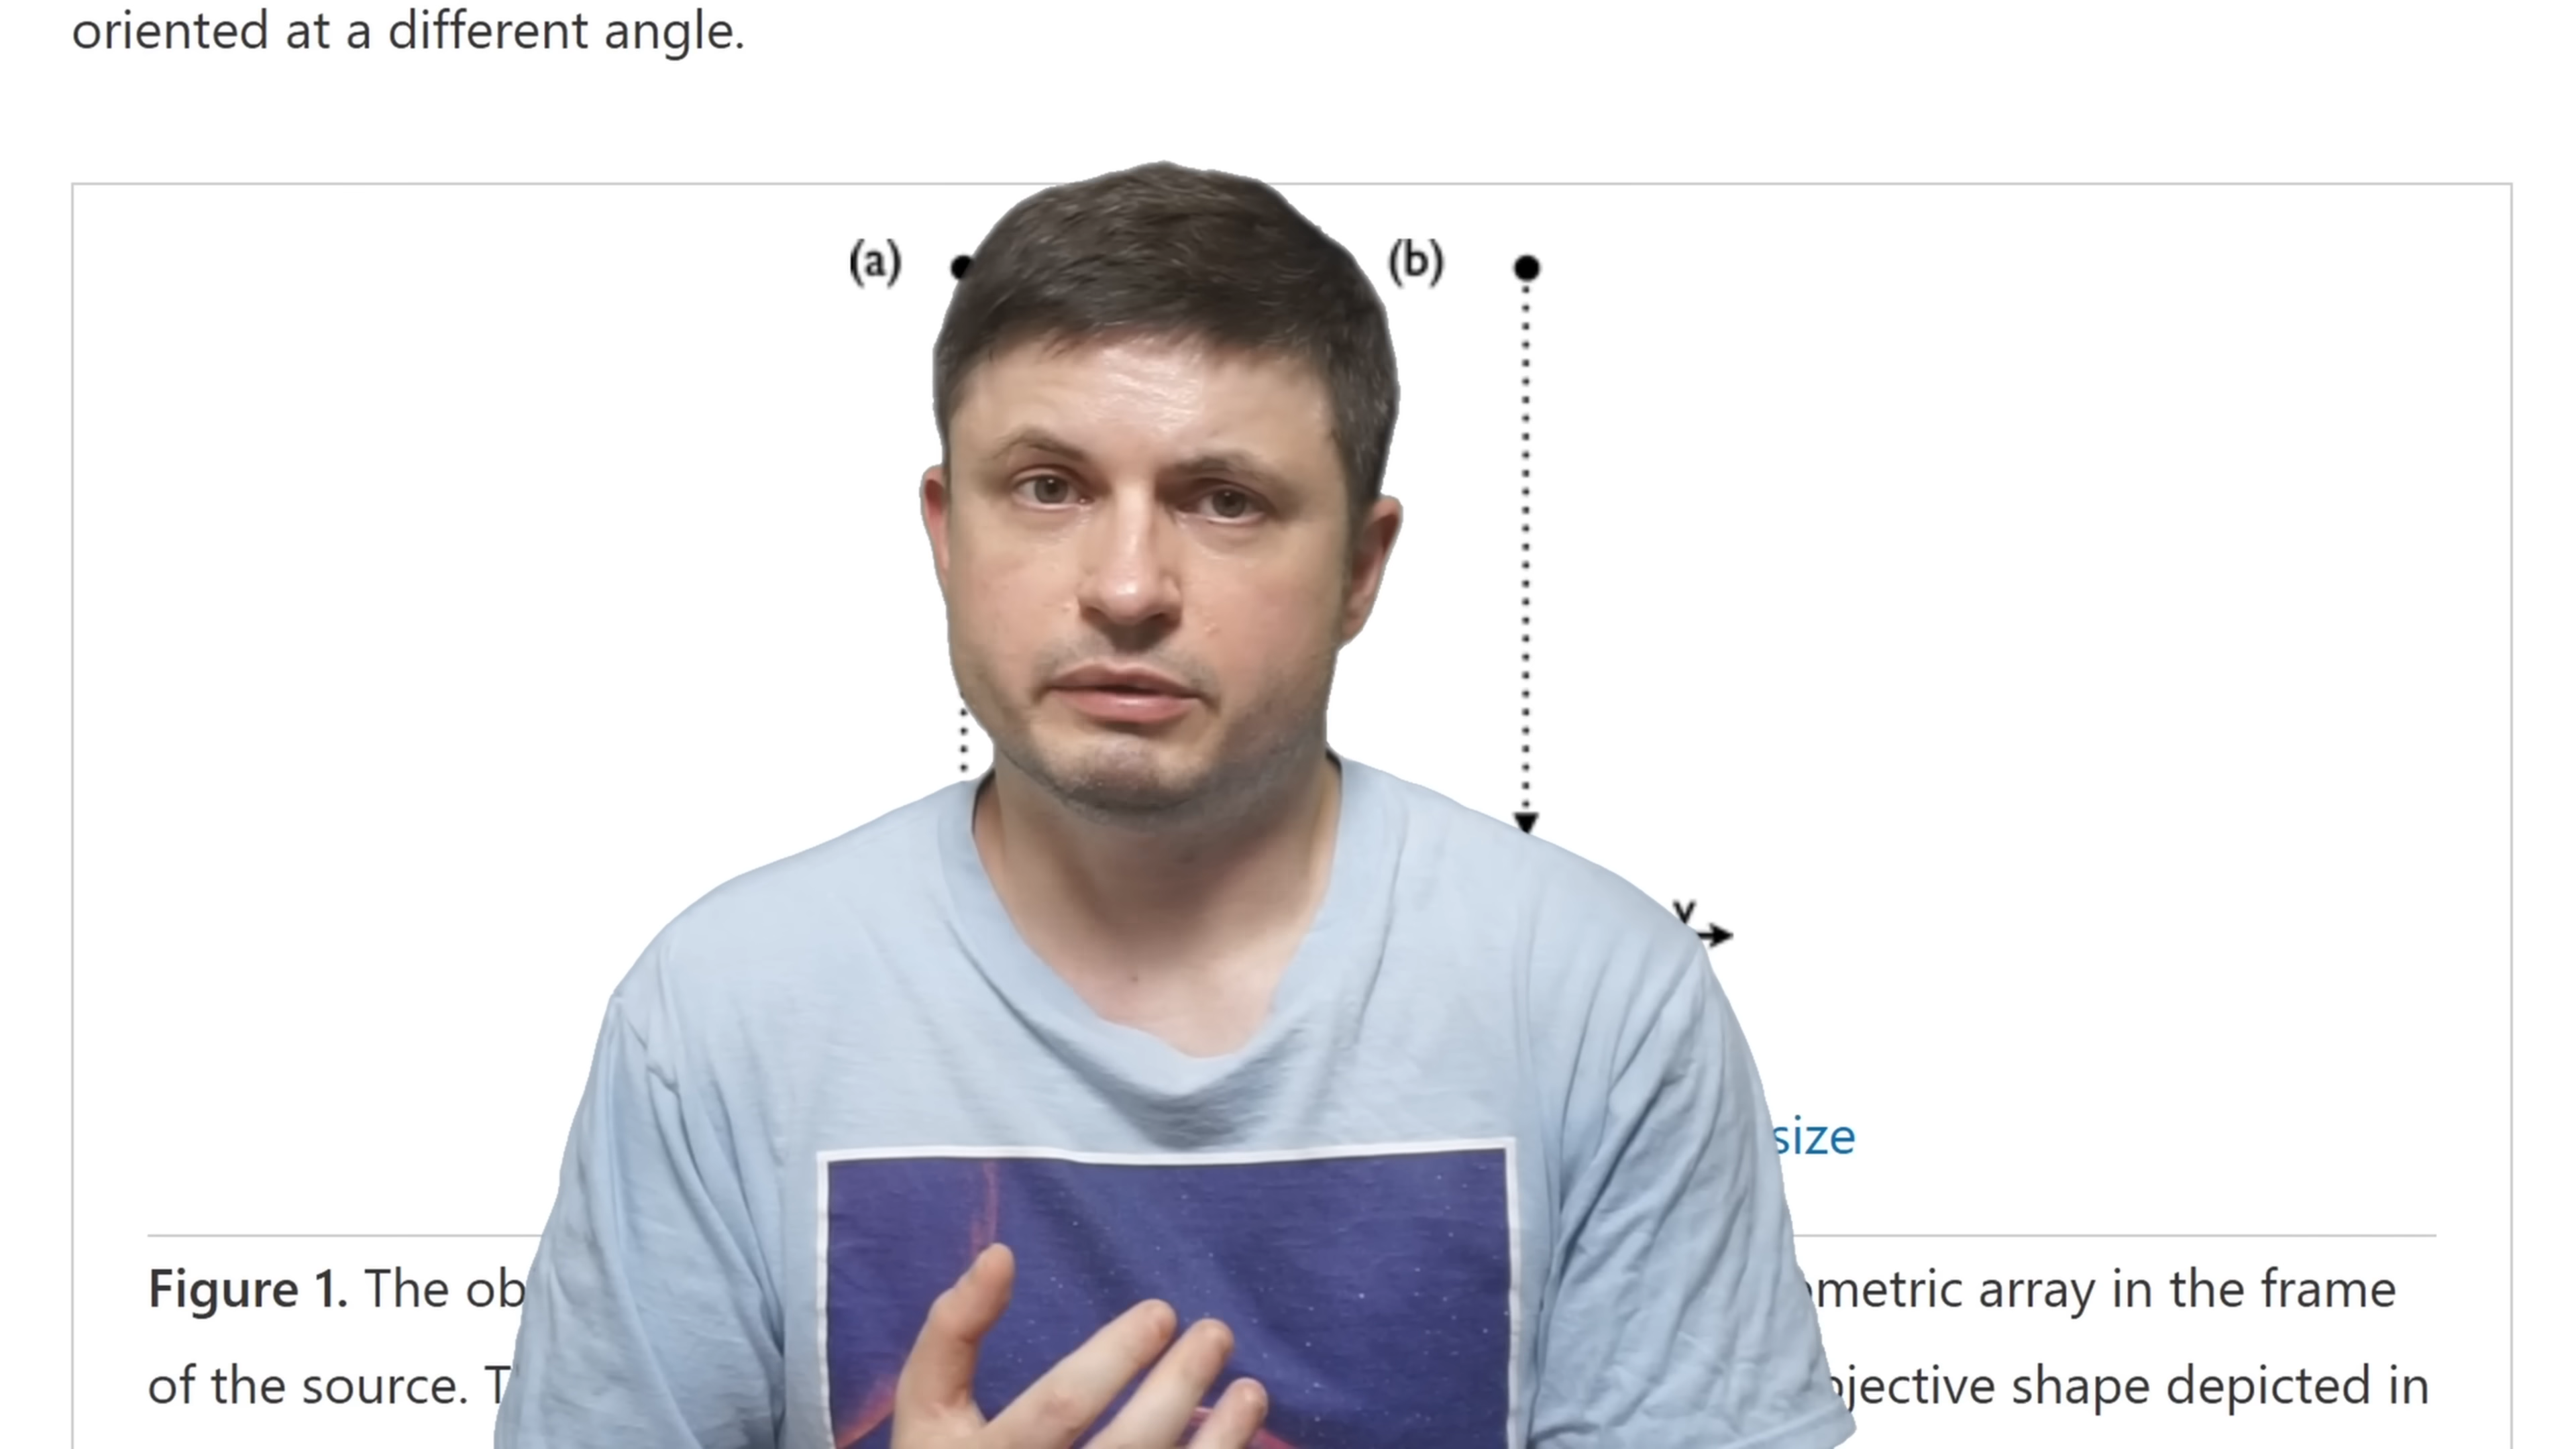 oriented at a different angle.
(a) (b)
v
size
Figure 1. The ob ometric array in the frame
of the source. T jective shape depicted in